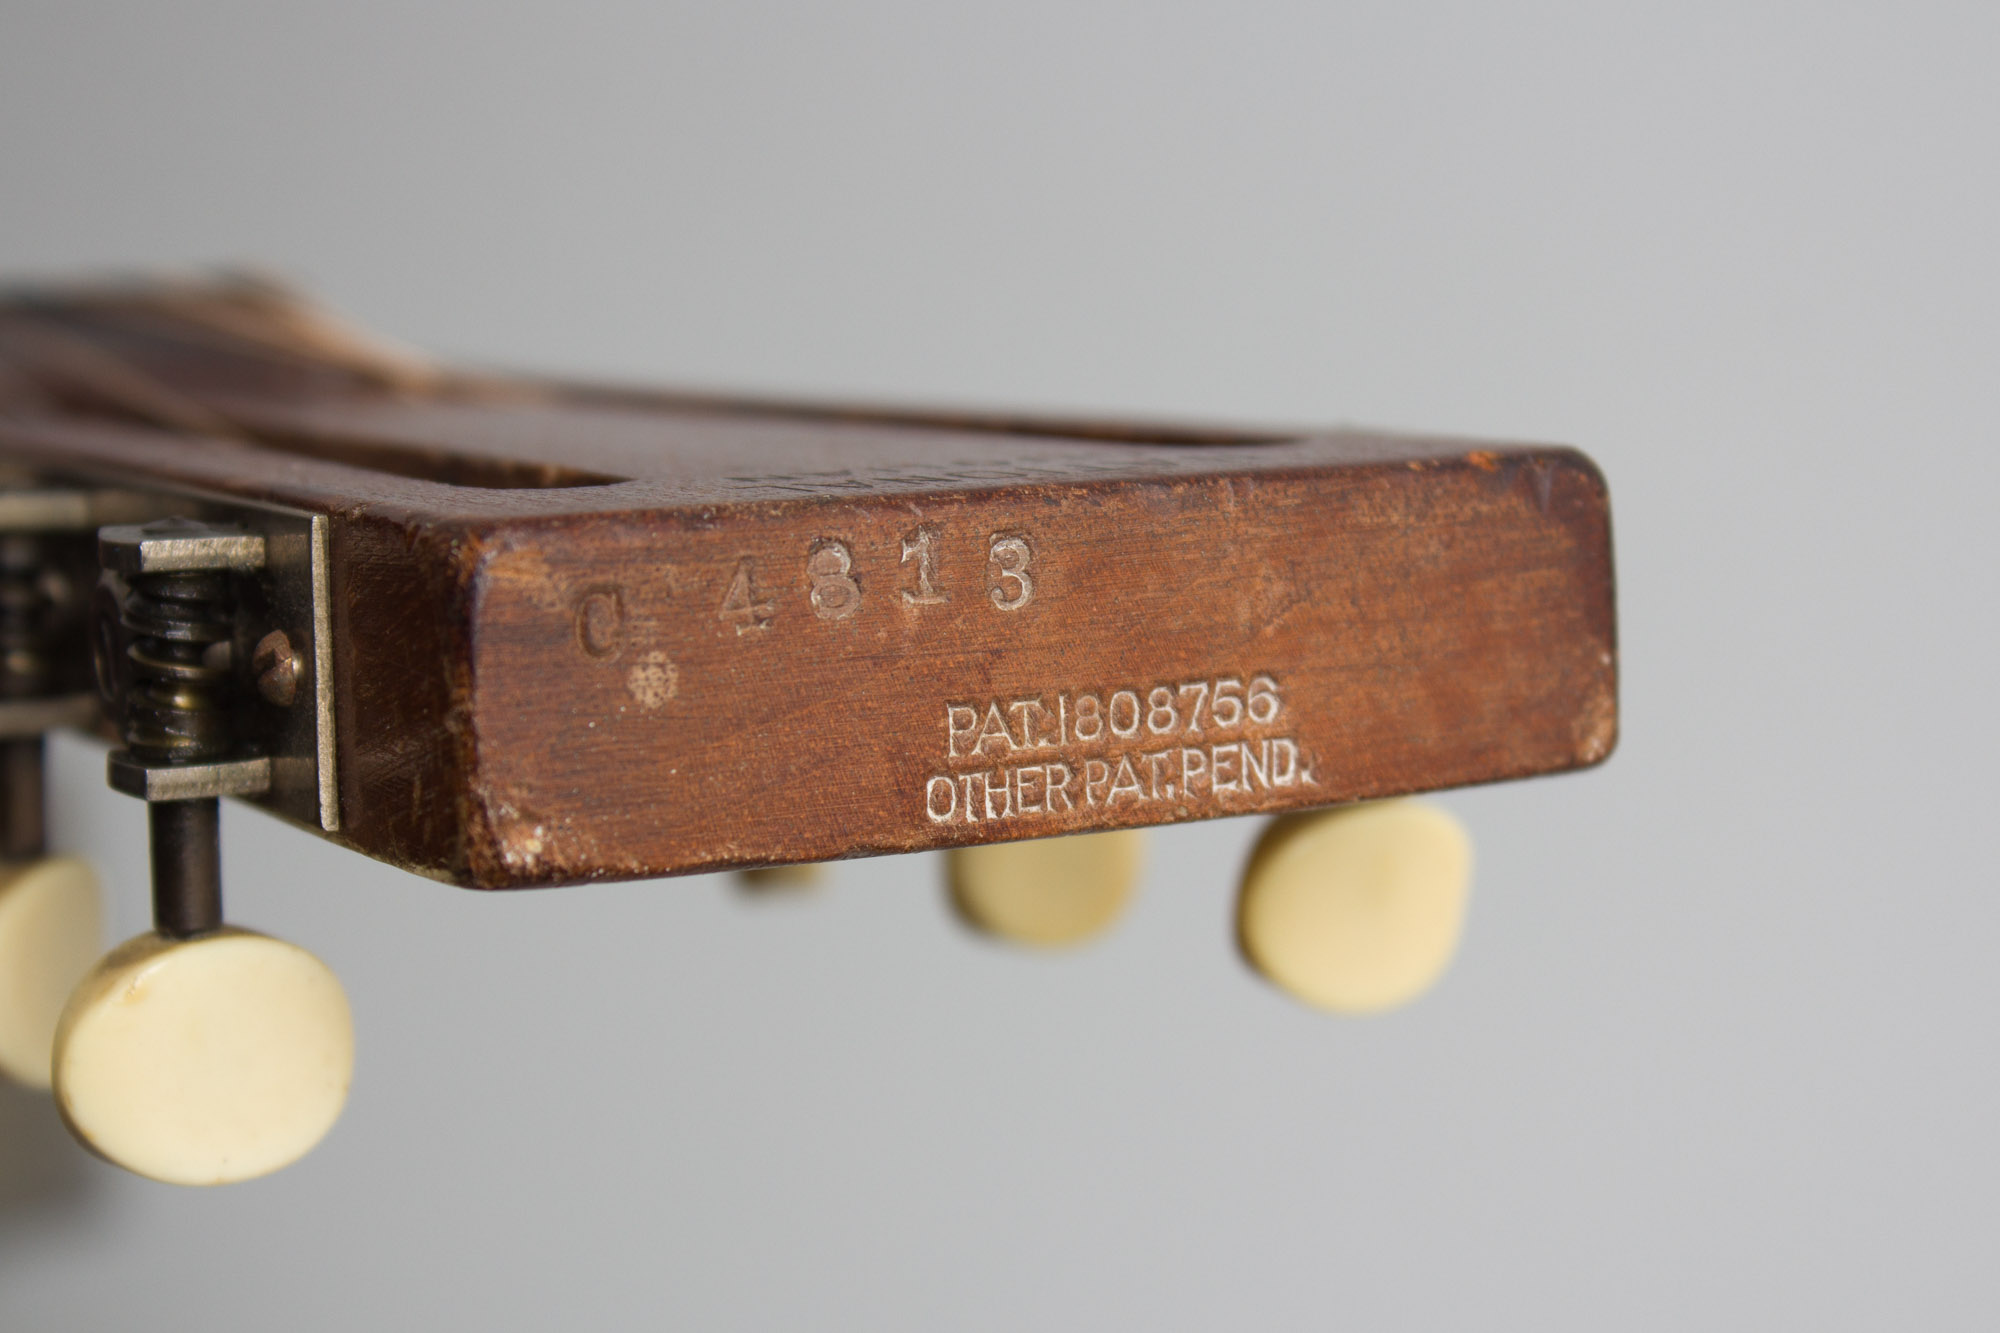 C 4813
PAT.1808756
OTHER PAT.PEND.